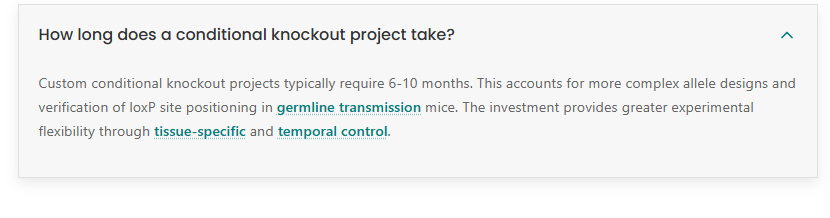 How long does a conditional knockout project take?
Custom conditional knockout projects typically require 6-10 months. This accounts for more complex allele designs and
verification of loxP site positioning in germline transmission mice. The investment provides greater experimental
flexibility through tissue-specific and temporal control.